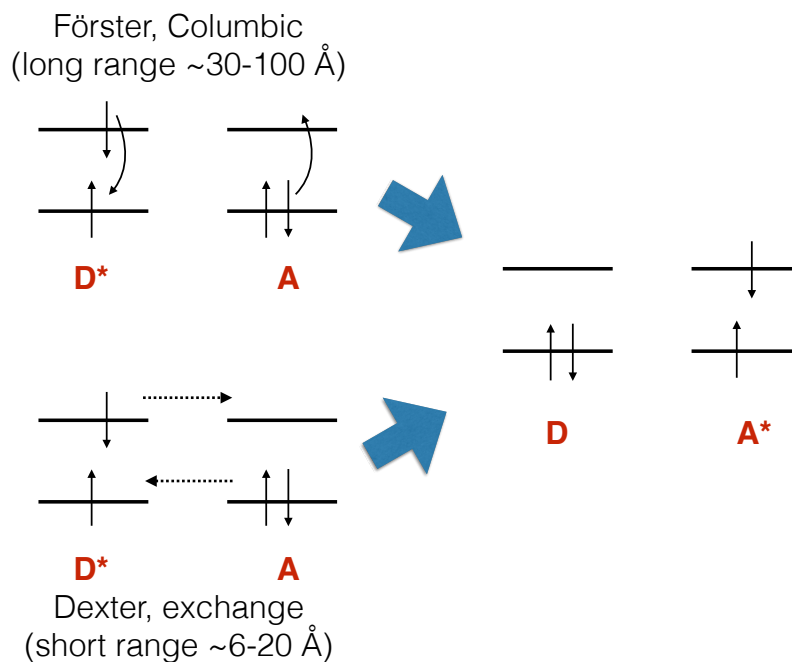 Förster, Columbic
(long range ~30-100 Å)
D*
A
D
A*
D*
A
Dexter, exchange
(short range ~6-20 Å)